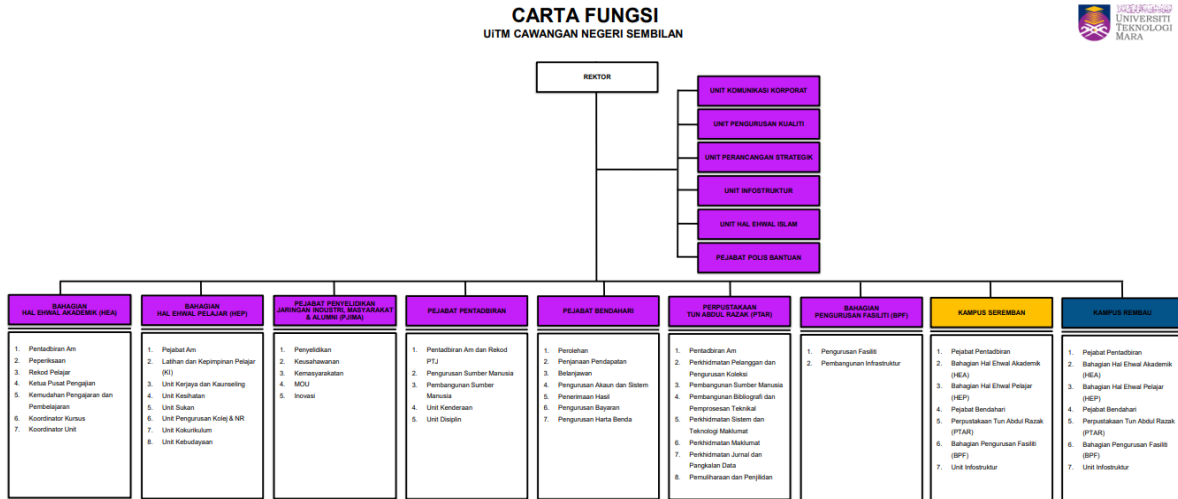 CARTA FUNGSI
UiTM CAWANGAN NEGERI SEMBILAN
UNIVERSITI
TEKNOLOGI
MARA
REKTOR
UNIT KOMUNIKASI KORPORAT
UNIT PENGURUSAN KUALITI
UNIT PERANCANGAN STRATEGIK
UNIT INFOSTRUKTUR
UNIT HAL EHWAL ISLAM
PEJABAT POLIS BANTUAN
BAHAGIAN
HAL EHWAL AKADEMIK (HEA)
1. Pentadbiran Am
2. Peperiksaan
3. Rekod Pelajar
4. Ketua Pusat Pengajian
5. Kemudahan Pengajaran dan
Pembelajaran
6. Koordinator Kursus
7. Koordinator Unit
BAHAGIAN
HAL EHWAL PELAJAR (HEP)
1. Pejabat Am
2. Latihan dan Kepimpinan Pelajar
(KI)
3. Unit Kerjaya dan Kaunseling
4. Unit Kesihatan
5. Unit Sukan
6. Unit Pengurusan Kolej & NR
7. Unit Kokurikulum
8. Unit Kebudayaan
PEJABAT PENYELIDIKAN
JARINGAN INDUSTRI, MASYARAKAT
& ALUMNI (PJIMA)
1. Penyelidikan
2. Keusahawanan
3. Kemasyarakatan
4. MOU
5. Inovasi
PEJABAT PENTADBIRAN
1. Pentadbiran Am dan Rekod
PTJ
2. Pengurusan Sumber Manusia
3. Pembangunan Sumber
Manusia
4. Unit Kenderaan
5. Unit Disiplin
PEJABAT BENDAHARI
1. Perolehan
2. Penjanaan Pendapatan
3. Belanjawan
4. Pengurusan Akaun dan Sistem
5. Penerimaan Hasil
6. Pengurusan Bayaran
7. Pengurusan Harta Benda
PERPUSTAKAAN
TUN ABDUL RAZAK (PTAR)
1. Pentadbiran Am
2. Perkhidmatan Pelanggan dan
Pengurusan Koleksi
3. Pembangunan Sumber Manusia
4. Pembangunan Bibliografi dan
Pemprosesan Teknikal
5. Perkhidmatan Sistem dan
Teknologi Maklumat
6. Perkhidmatan Maklumat
7. Perkhidmatan Jurnal dan
Pangkalan Data
8. Pemuliharaan dan Penjilidan
BAHAGIAN
PENGURUSAN FASILITI (BPF)
1. Pengurusan Fasiliti
2. Pembangunan Infrastruktur
KAMPUS SEREMBAN
1. Pejabat Pentadbiran
2. Bahagian Hal Ehwal Akademik
(HEA)
3. Bahagian Hal Ehwal Pelajar
(HEP)
4. Pejabat Bendahari
5. Perpustakaan Tun Abdul Razak
(PTAR)
6. Bahagian Pengurusan Fasiliti
(BPF)
7. Unit Infostruktur
KAMPUS REMBAU
1. Pejabat Pentadbiran
2. Bahagian Hal Ehwal Akademik
(HEA)
3. Bahagian Hal Ehwal Pelajar
(HEP)
4. Pejabat Bendahari
5. Perpustakaan Tun Abdul Razak
(PTAR)
6. Bahagian Pengurusan Fasiliti
(BPF)
7. Unit Infostruktur